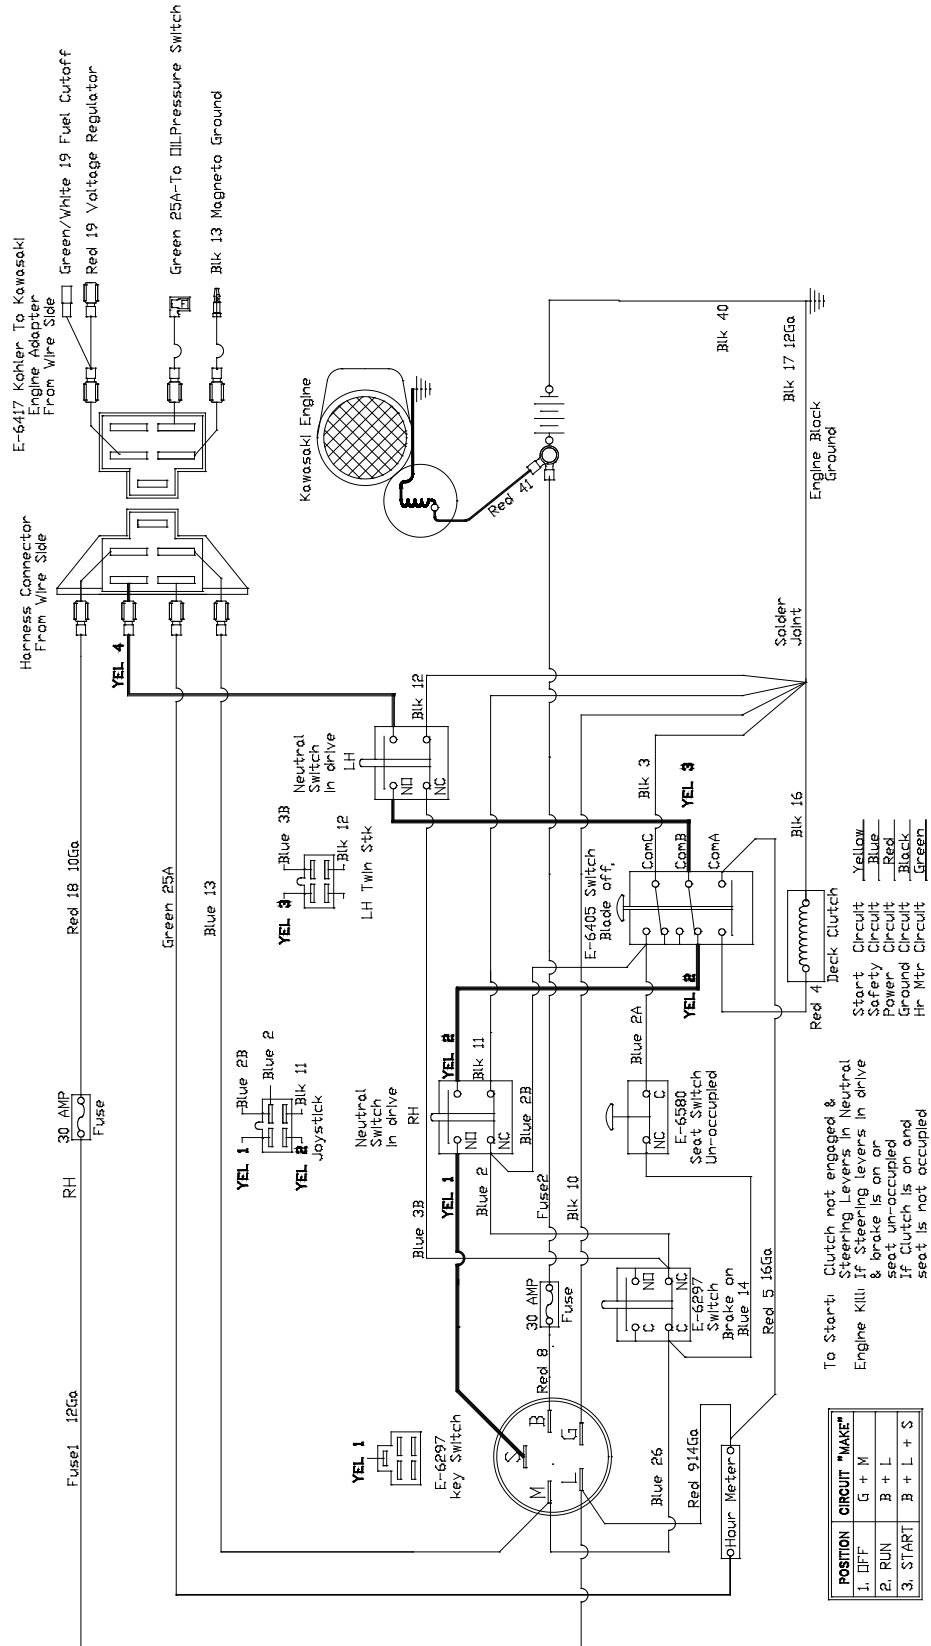 E-6417 Kohler To Kawasaki
Engine Adapter
From Wire Side
Green/White 19 Fuel Cutoff
Red 19 Voltage Regulator
Green 25A-To OILPressure Switch
Blk 13 Magneto Ground
Harness Connector
From Wire Side
Kawasaki Engine
Red 41
Blk 40
Blk 17 12Ga
Engine Black
Ground
Solder
Joint
YEL 4
Red 18 10Ga
Green 25A
Blue 13
Neutral
Switch
In drive
LH
NO
NC
Blk 12
Blue 3B
YEL 3
Blk 12
LH Twin Stk
Blk 3
YEL 3
Blk 16
E-6405 Switch
Blade off.
ComC
ComB
ComA
YEL 2
Deck Clutch
Red 4
30 AMP
Fuse
RH
Blue 2B
Blue 2
YEL 1
Blk 11
YEL 2
Joystick
Neutral
Switch
In drive
RH
NO
NC
YEL 2
Blk 11
Blue 2B
Blue 2A
C
NC
E-6580
Seat Switch
Un-occupied
YEL 1
Blue 2
Blue 3B
Fuse2
Blk 10
30 AMP
Fuse
Red 8
NO
NC
C
C
E-6297
Switch
Brake on
Blue 14
Red 5 16Ga
Fuse1 12Ga
YEL 1
E-6297
key Switch
S
B
M
G
L
Blue 26
Red 914Ga
Hour Meter
Start Circuit Yellow
Safety Circuit Blue
Power Circuit Red
Ground Circuit Black
Hr Mtr Circuit Green
To Start: Clutch not engaged &
Steering Levers In Neutral
Engine Kill: If Steering levers In drive
& brake Is on or
seat un-occupied
If Clutch Is on and
seat Is not occupied
POSITION CIRCUIT "MAKE"
1. OFF G + M
2. RUN B + L
3. START B + L + S